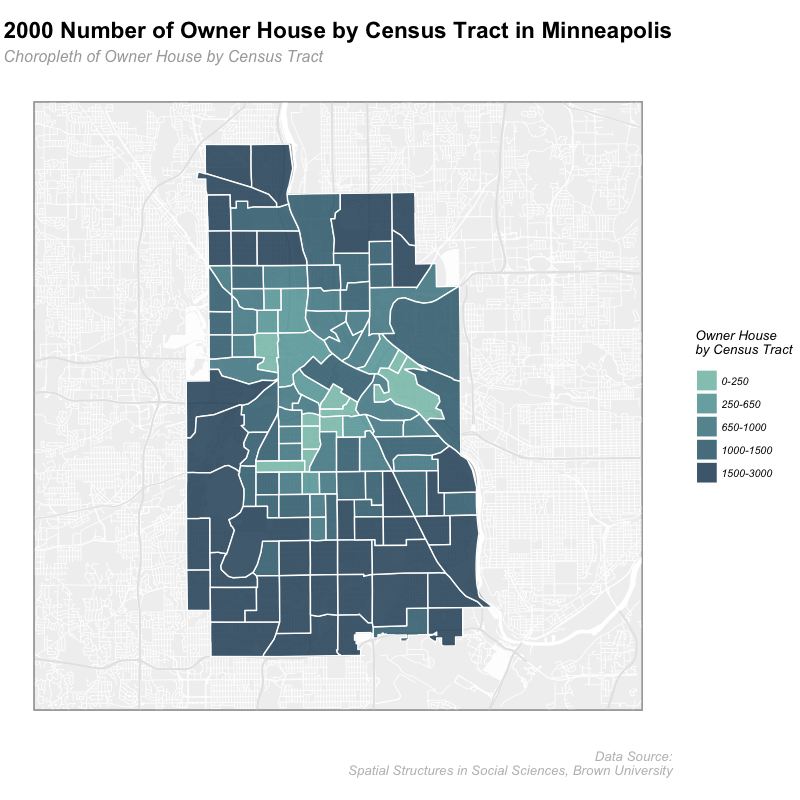 2000 Number of Owner House by Census Tract in Minneapolis
Choropleth of Owner House by Census Tract
Owner House
by Census Tract
0-250
250-650
650-1000
1000-1500
1500-3000
Data Source:
Spatial Structures in Social Sciences, Brown University